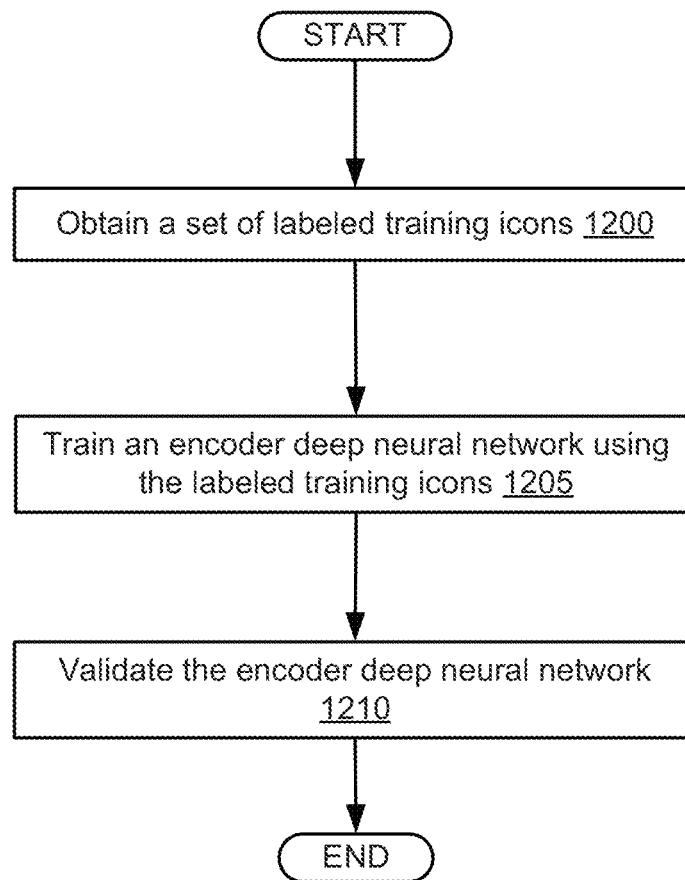 START
Obtain a set of labeled training icons 1200
Train an encoder deep neural network using
the labeled training icons 1205
Validate the encoder deep neural network
1210
END